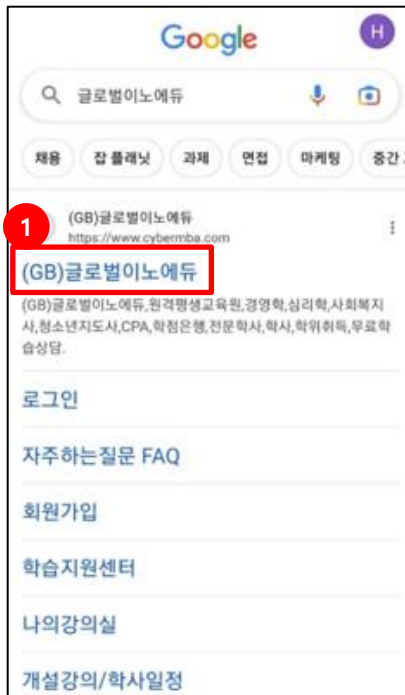 Google
H
글로벌이노에듀
채용 잡플래닛 과제 면접 마케팅 중간
1
(GB)글로벌이노에듀
https://www.cybermba.com
(GB)글로벌이노에듀
(GB)글로벌이노에듀,원격평생교육원,경영학,심리학,사회복지
사,청소년지도사,CPA,학점은행,전문학사,학사,학위취득,무료학
습상담.
로그인
자주하는질문 FAQ
회원가입
학습지원센터
나의강의실
개설강의/학사일정